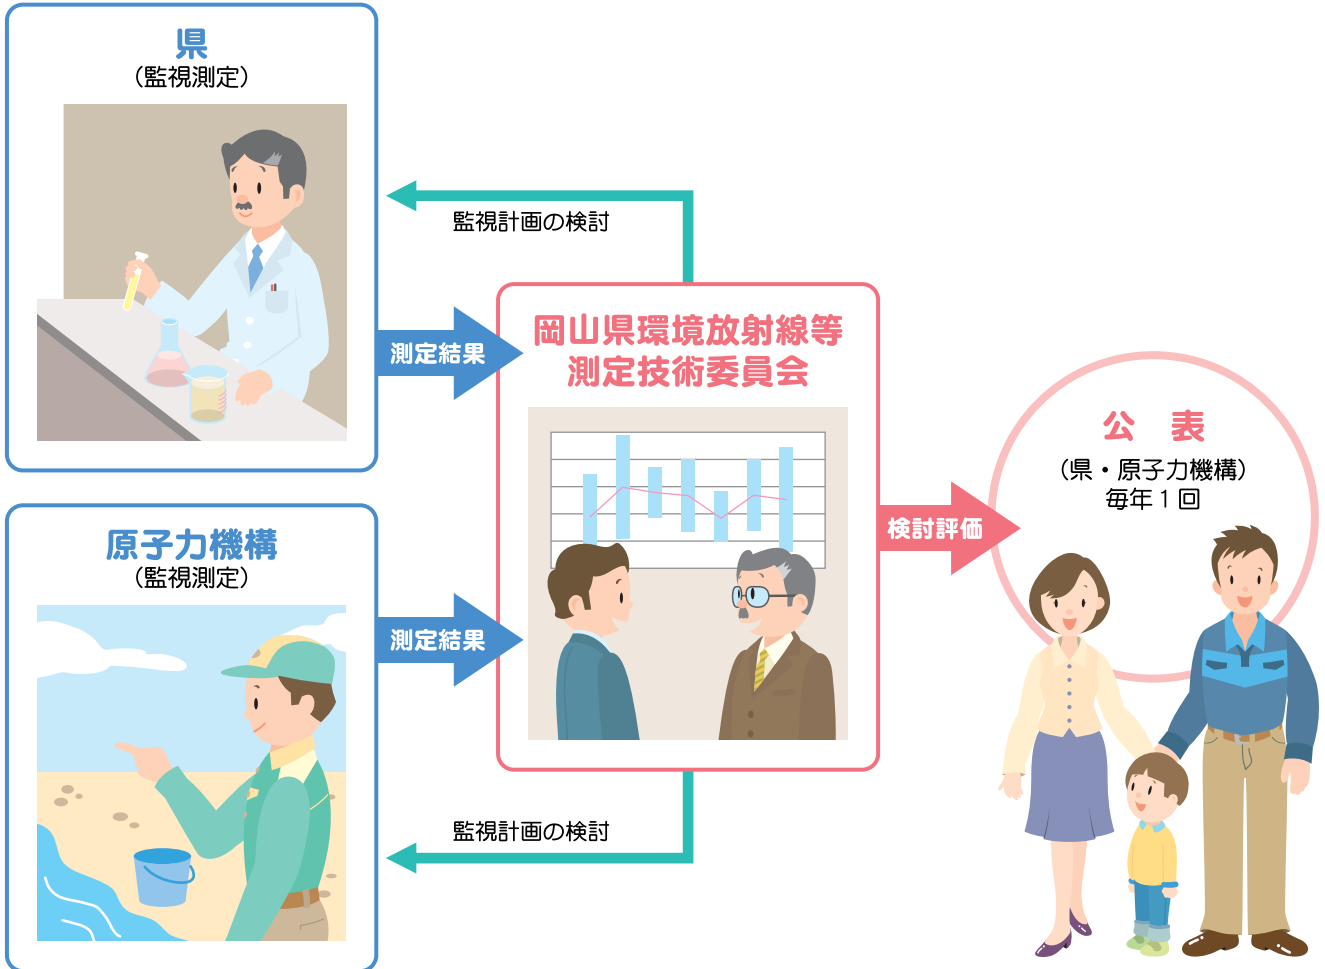 県
（監視測定）
監視計画の検討
測定結果
岡山県環境放射線等
測定技術委員会
原子力機構
（監視測定）
測定結果
監視計画の検討
検討評価
公　表
（県・原子力機構）
毎年１回